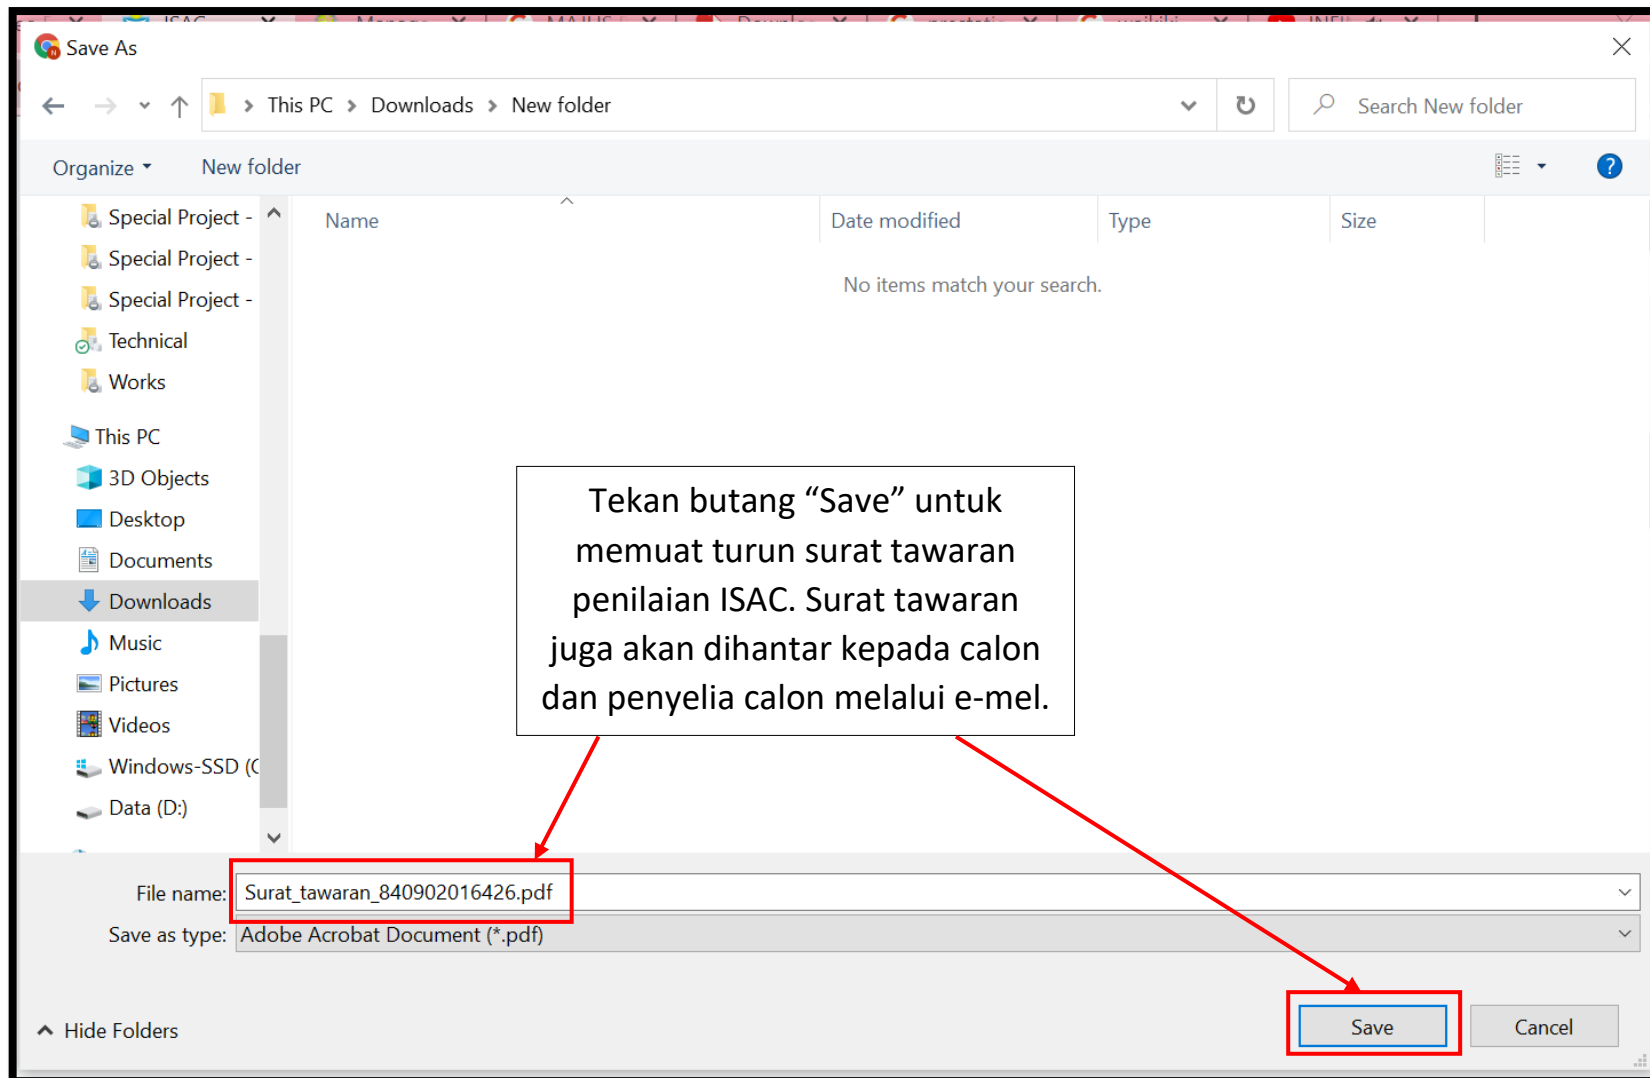 ISAC
Save As
This PC > Downloads > New folder
Search New folder
Organize
New folder
Special Project -
Special Project -
Special Project -
Technical
Works
This PC
3D Objects
Desktop
Documents
Downloads
Music
Pictures
Videos
Windows-SSD (C
Data (D:)
Name
Date modified
Type
Size
No items match your search.
Tekan butang “Save” untuk
memuat turun surat tawaran
penilaian ISAC. Surat tawaran
juga akan dihantar kepada calon
dan penyelia calon melalui e-mel.
File name: Surat_tawaran_840902016426.pdf
Save as type: Adobe Acrobat Document (*.pdf)
Hide Folders
Save
Cancel